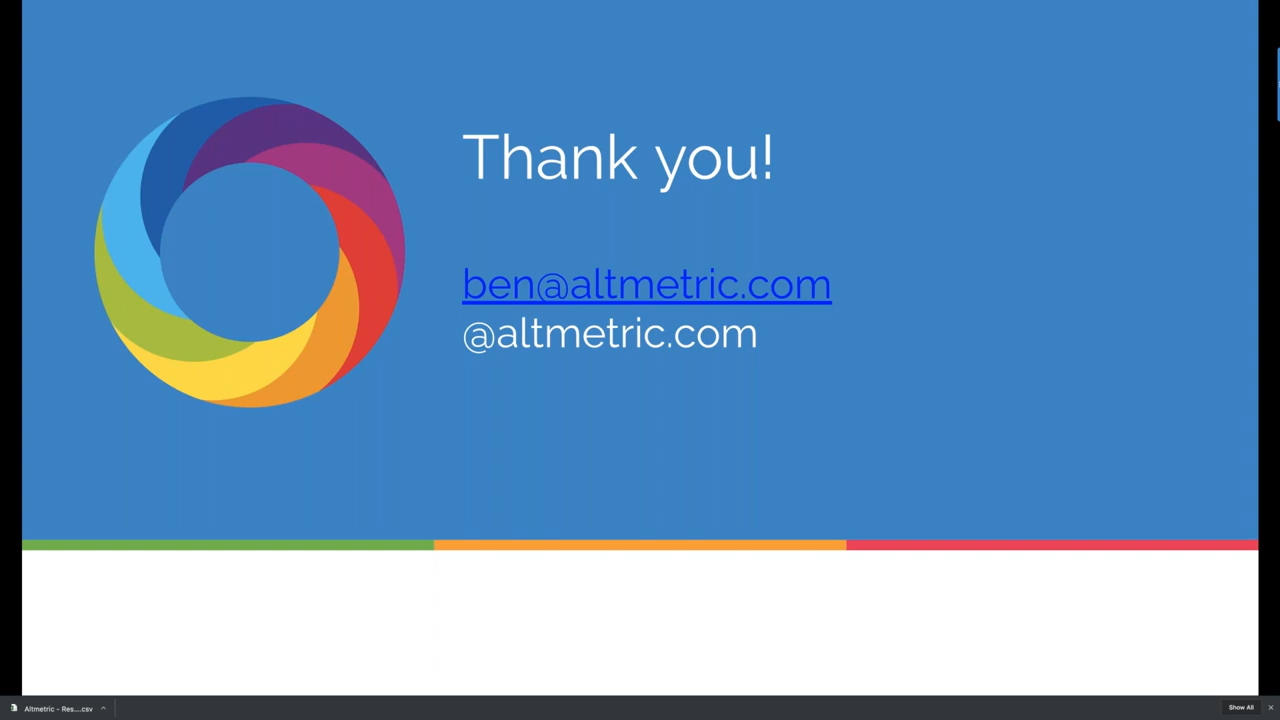 Thank you!
ben@altmetric.com
@altmetric.com
Altmetric - Res....csv
Show All